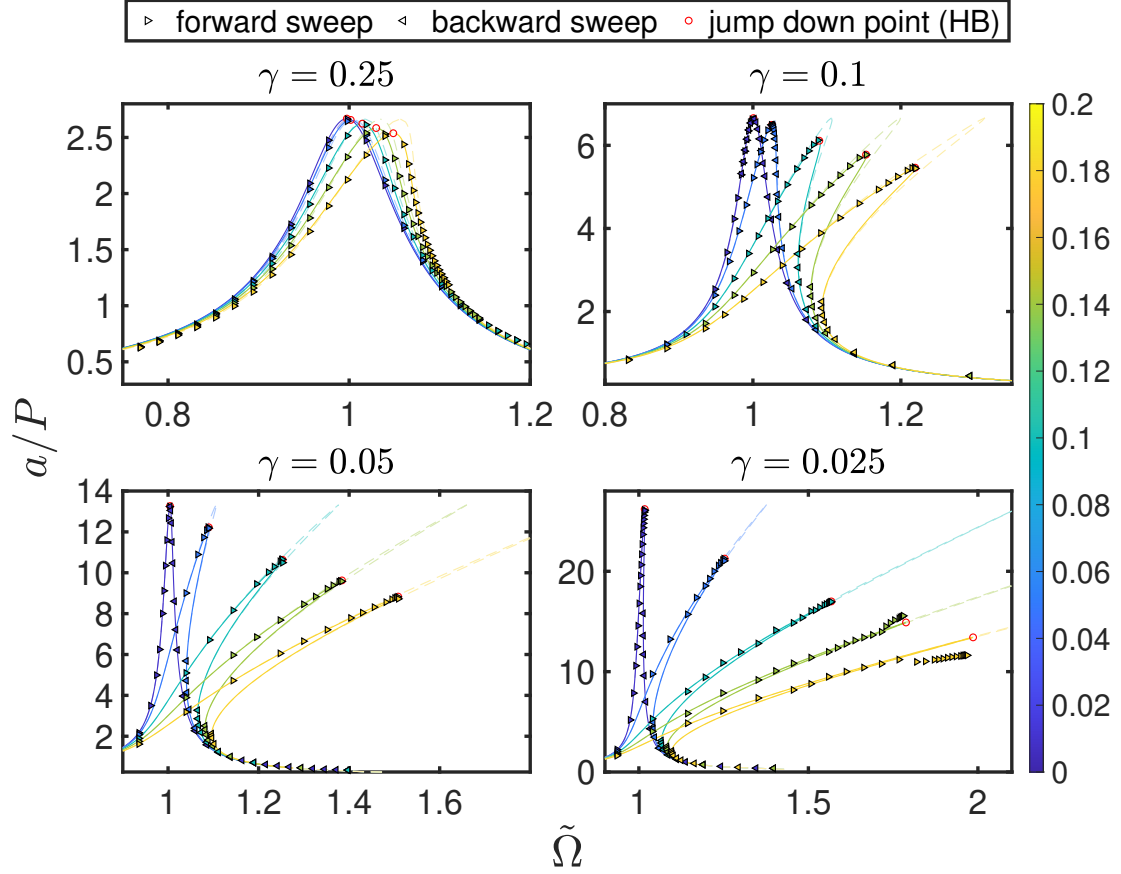 forward sweep backward sweep jump down point (HB)
γ = 0.25
γ = 0.1
2.5
2
1.5
1
0.5
0.8 1 1.2
6
4
2
0.8 1 1.2
0.2
0.18
0.16
0.14
0.12
0.1
0.08
0.06
0.04
0.02
0
a/P
γ = 0.05
γ = 0.025
14
12
10
8
6
4
2
1 1.2 1.4 1.6
20
10
0
1 1.5 2
Ω̃